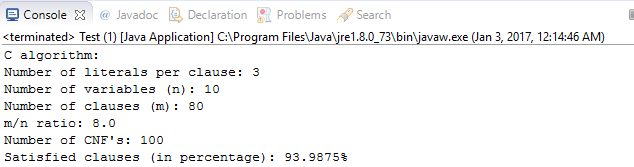 Console @ Javadoc Declaration Problems Search
<terminated> Test (1) [Java Application] C:\Program Files\Java\jre1.8.0_73\bin\javaw.exe (Jan 3, 2017, 12:14:46 AM)
C algorithm:
Number of literals per clause: 3
Number of variables (n): 10
Number of clauses (m): 80
m/n ratio: 8.0
Number of CNF's: 100
Satisfied clauses (in percentage): 93.9875%